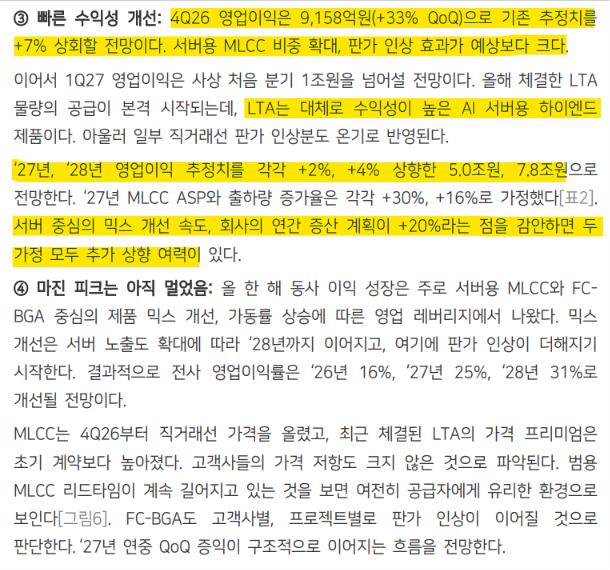 ③ 빠른 수익성 개선: 4Q26 영업이익은 9,158억원(+33% QoQ)으로 기존 추정치를
+7% 상회할 전망이다. 서버용 MLCC 비중 확대, 판가 인상 효과가 예상보다 크다.
이어서 1Q27 영업이익은 사상 처음 분기 1조원을 넘어설 전망이다. 올해 체결한 LTA
물량의 공급이 본격 시작되는데, LTA는 대체로 수익성이 높은 AI 서버용 하이엔드
제품이다. 아울러 일부 직거래선 판가 인상분도 온기로 반영된다.
'27년, '28년 영업이익 추정치를 각각 +2%, +4% 상향한 5.0조원, 7.8조원으로
전망한다. '27년 MLCC ASP와 출하량 증가율은 각각 +30%, +16%로 가정했다[표2].
서버 중심의 믹스 개선 속도, 회사의 연간 증산 계획이 +20%라는 점을 감안하면 두
가정 모두 추가 상향 여력이 있다.
④ 마진 피크는 아직 멀었음: 올 한 해 동사 이익 성장은 주로 서버용 MLCC와 FC-
BGA 중심의 제품 믹스 개선, 가동률 상승에 따른 영업 레버리지에서 나왔다. 믹스
개선은 서버 노출도 확대에 따라 '28년까지 이어지고, 여기에 판가 인상이 더해지기
시작한다. 결과적으로 전사 영업이익률은 '26년 16%, '27년 25%, '28년 31%로
개선될 전망이다.
MLCC는 4Q26부터 직거래선 가격을 올렸고, 최근 체결된 LTA의 가격 프리미엄은
초기 계약보다 높아졌다. 고객사들의 가격 저항도 크지 않은 것으로 파악된다. 범용
MLCC 리드타임이 계속 길어지고 있는 것을 보면 여전히 공급자에게 유리한 환경으로
보인다[그림6]. FC-BGA도 고객사별, 프로젝트별로 판가 인상이 이어질 것으로
판단한다. '27년 연중 QoQ 증익이 구조적으로 이어지는 흐름을 전망한다.